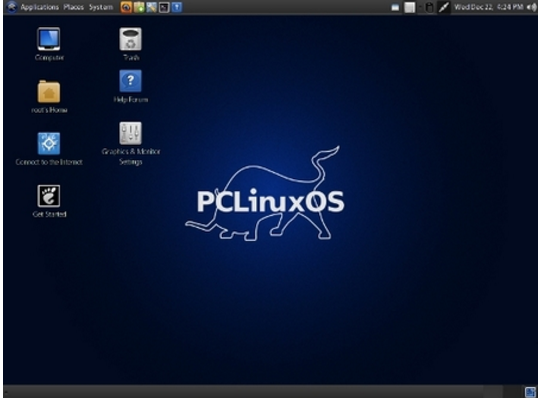 Applications Places System
Wed Dec 22, 4:24 PM
Computer
Trash
root's Home
Help Forum
Connect to the Internet
Graphics & Monitor
Settings
Get Started
PCLinuxOS